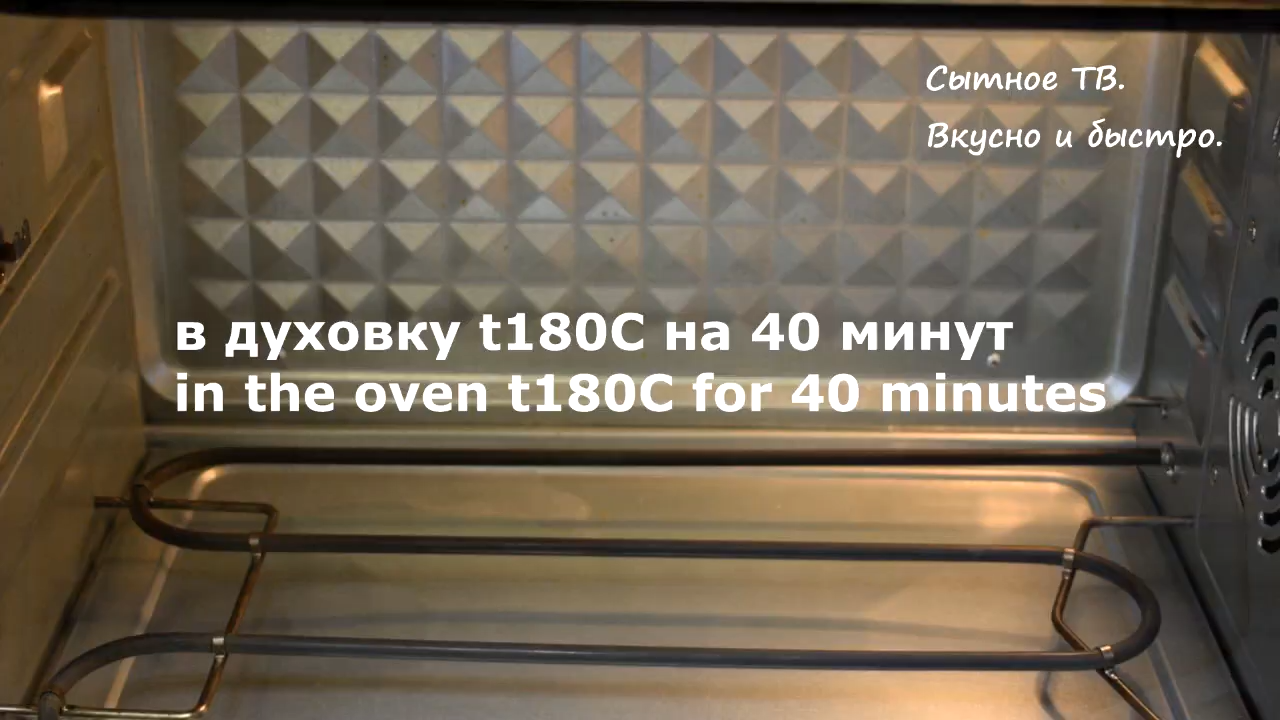 Сытное ТВ.
Вкусно и быстро.
в духовку t180C на 40 минут
in the oven t180C for 40 minutes